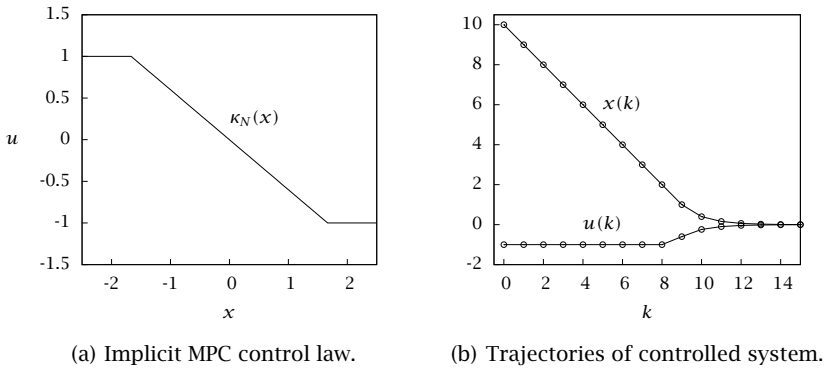 1.5
1
0.5
0
-0.5
-1
-1.5
u
κN(x)
-2 -1 0 1 2
x
(a) Implicit MPC control law.
10
8
6
4
2
0
-2
x(k)
u(k)
0 2 4 6 8 10 12 14
k
(b) Trajectories of controlled system.